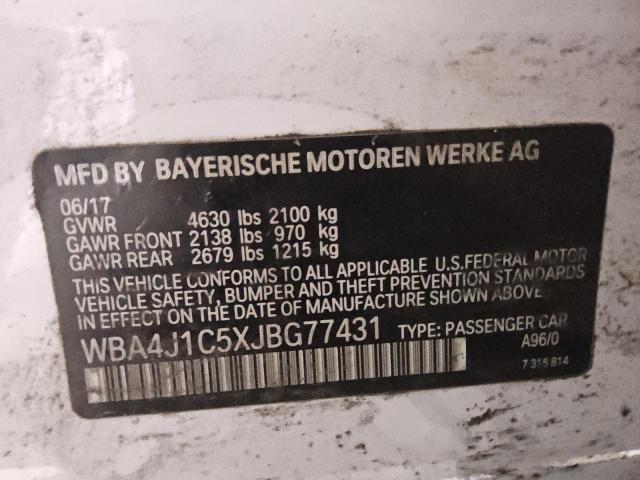 MFD BY BAYERISCHE MOTOREN WERKE AG
06/17
GVWR 4630 lbs 2100 kg
GAWR FRONT 2138 lbs 970 kg
GAWR REAR 2679 lbs 1215 kg
THIS VEHICLE CONFORMS TO ALL APPLICABLE U.S.FEDERAL MOTOR
VEHICLE SAFETY, BUMPER AND THEFT PREVENTION STANDARDS
IN EFFECT ON THE DATE OF MANUFACTURE SHOWN ABOVE.
WBA4J1C5XJBG77431 TYPE: PASSENGER CAR
A96/0
7 315 814